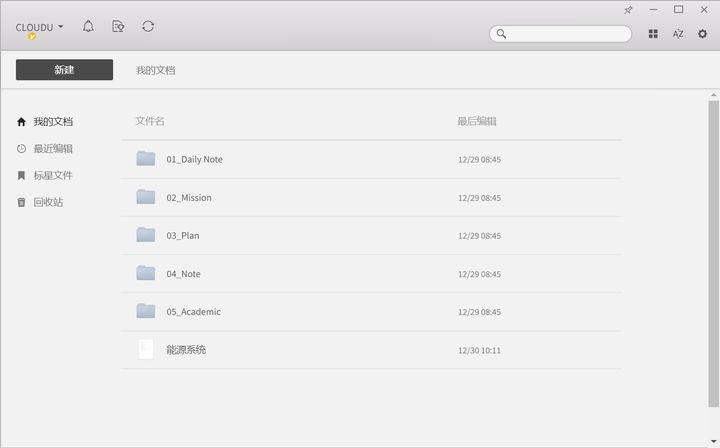 CLOUDU
新建
我的文档
我的文档
最近编辑
标星文件
回收站
文件名 最后编辑
01_Daily Note 12/29 08:45
02_Mission 12/29 08:45
03_Plan 12/29 08:45
04_Note 12/29 08:45
05_Academic 12/29 08:45
能源系统 12/30 10:11